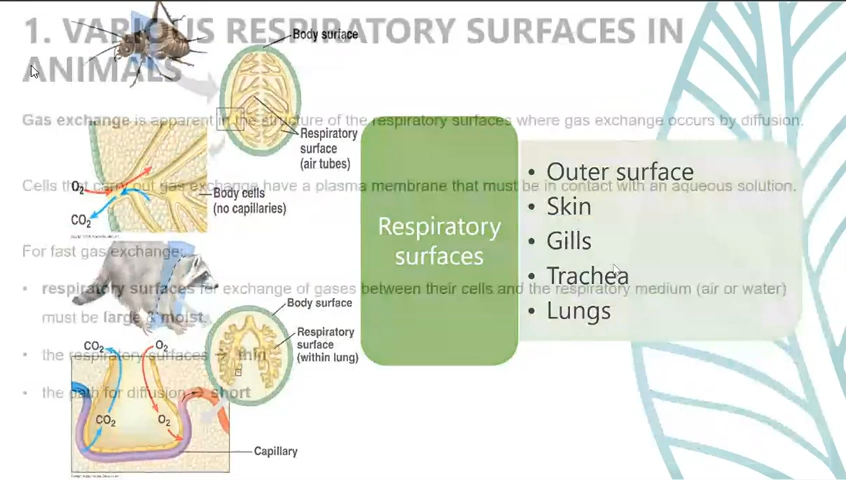 1. VARIOUS RESPIRATORY SURFACES IN
ANIMALS
Gas exchange is apparent in the structure of the respiratory surfaces where gas exchange occurs by diffusion.
Cells that carry out gas exchange have a plasma membrane that must be in contact with an aqueous solution.
For fast gas exchange:
• respiratory surfaces for exchange of gases between their cells and the respiratory medium (air or water)
must be large & moist.
• the respiratory surfaces → thin
• the path for diffusion → short
Body surface
Respiratory
surface
(air tubes)
O2
CO2
Body cells
(no capillaries)
Body surface
Respiratory
surface
(within lung)
CO2
O2
CO2
O2
Capillary
Respiratory
surfaces
• Outer surface
• Skin
• Gills
• Trachea
• Lungs